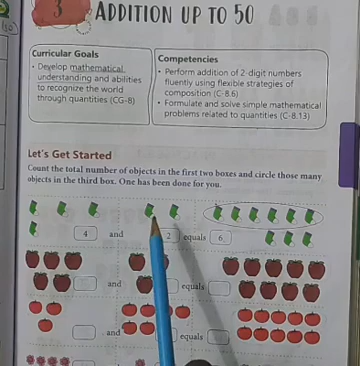 3 ADDITION UP TO 50
Curricular Goals
• Develop mathematical
understanding and abilities
to recognize the world
through quantities (CG-8)
Competencies
• Perform addition of 2-digit numbers
fluently using flexible strategies of
composition (C-8.6)
• Formulate and solve simple mathematical
problems related to quantities (C-8.13)
Let's Get Started
Count the total number of objects in the first two boxes and circle those many
objects in the third box. One has been done for you.
4 and 2 equals 6
and equals
and equals